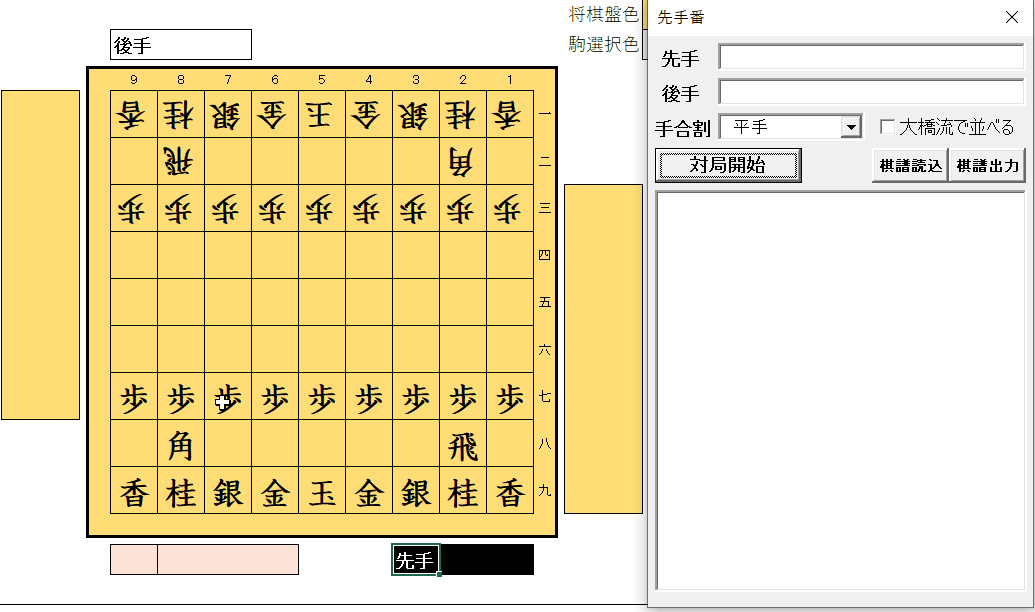 将棋盤色
駒選択色
後手
9 8 7 6 5 4 3 2 1
香 桂 銀 金 王 金 銀 桂 香 一
飛 角 二
歩 歩 歩 歩 歩 歩 歩 歩 歩 三
四
五
六
歩 歩 歩 歩 歩 歩 歩 歩 歩 七
角 飛 八
香 桂 銀 金 玉 金 銀 桂 香 九
先手
先手番
先手
後手
手合割 平手 大橋流で並べる
対局開始 棋譜読込 棋譜出力